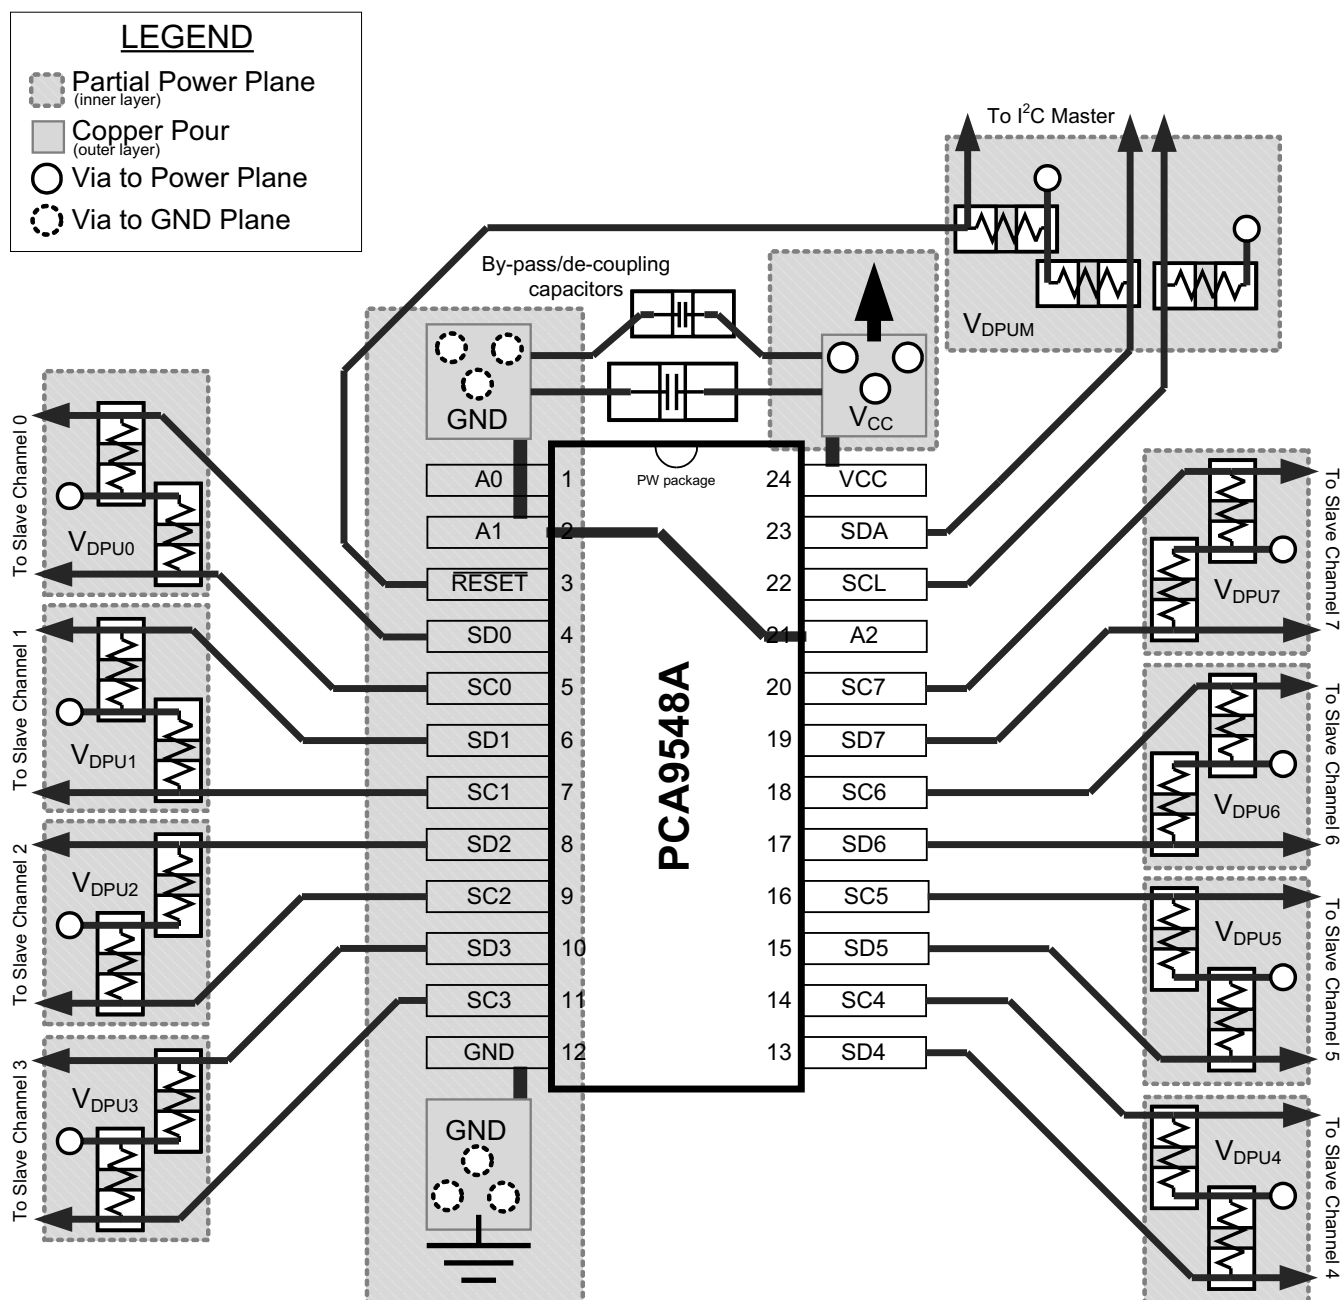 LEGEND
Partial Power Plane
(inner layer)
Copper Pour
(outer layer)
Via to Power Plane
Via to GND Plane
To I²C Master
By-pass/de-coupling
capacitors
VDPUM
GND
VCC
PW package
PCA9548A
A0 1
A1 2
RESET 3
SD0 4
SC0 5
SD1 6
SC1 7
SD2 8
SC2 9
SD3 10
SC3 11
GND 12
24 VCC
23 SDA
22 SCL
21 A2
20 SC7
19 SD7
18 SC6
17 SD6
16 SC5
15 SD5
14 SC4
13 SD4
GND
To Slave Channel 0
VDPU0
To Slave Channel 1
VDPU1
To Slave Channel 2
VDPU2
To Slave Channel 3
VDPU3
To Slave Channel 7
VDPU7
To Slave Channel 6
VDPU6
To Slave Channel 5
VDPU5
To Slave Channel 4
VDPU4